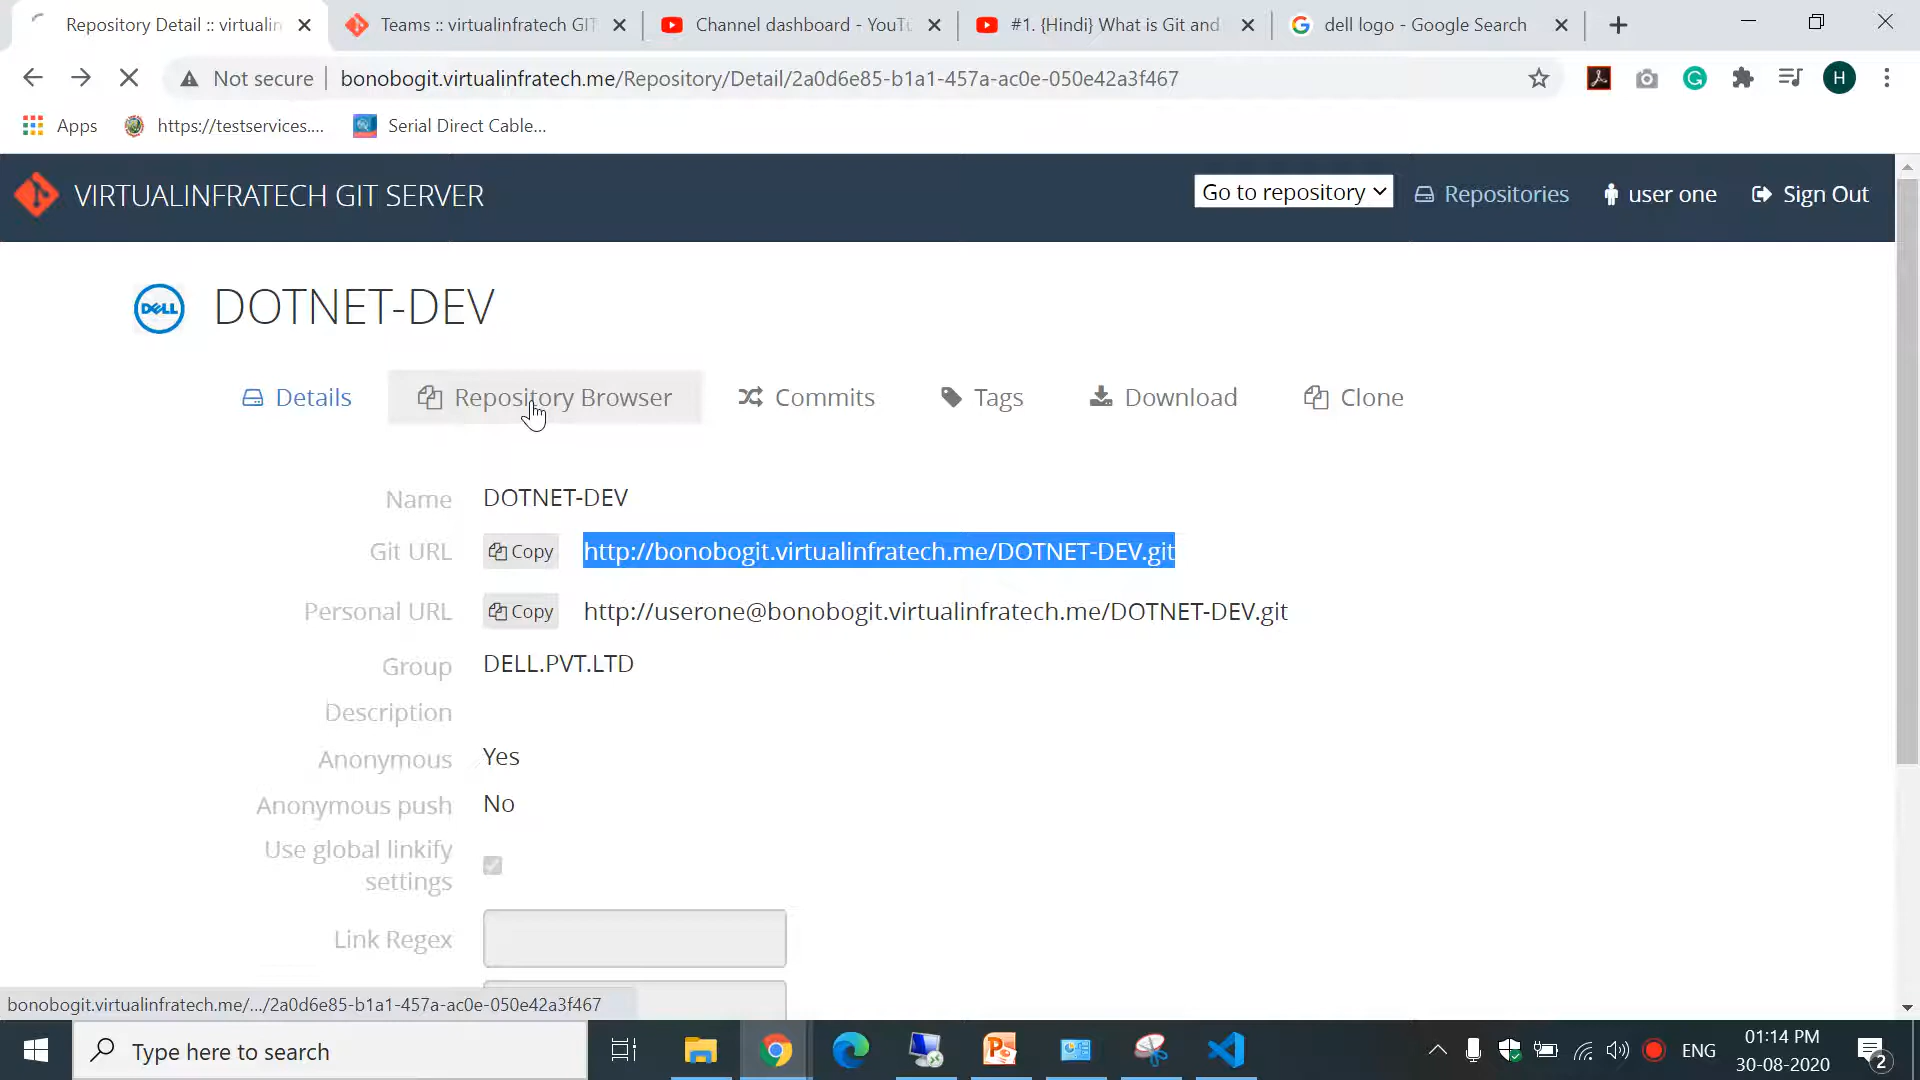 Repository Detail :: virtualin
Teams :: virtualinfratech GIT
Channel dashboard - YouTu
#1. {Hindi} What is Git and
dell logo - Google Search
Not secure
bonobogit.virtualinfratech.me/Repository/Detail/2a0d6e85-b1a1-457a-ac0e-050e42a3f467
H
Apps
https://testservices....
Serial Direct Cable...
VIRTUALINFRATECH GIT SERVER
Go to repository
Repositories
user one
Sign Out
DELL
DOTNET-DEV
Details
Repository Browser
Commits
Tags
Download
Clone
Name DOTNET-DEV
Git URL Copy http://bonobogit.virtualinfratech.me/DOTNET-DEV.git
Personal URL Copy http://userone@bonobogit.virtualinfratech.me/DOTNET-DEV.git
Group DELL.PVT.LTD
Description
Anonymous Yes
Anonymous push No
Use global linkify
settings
Link Regex
bonobogit.virtualinfratech.me/.../2a0d6e85-b1a1-457a-ac0e-050e42a3f467
Type here to search
ENG
01:14 PM
30-08-2020
2